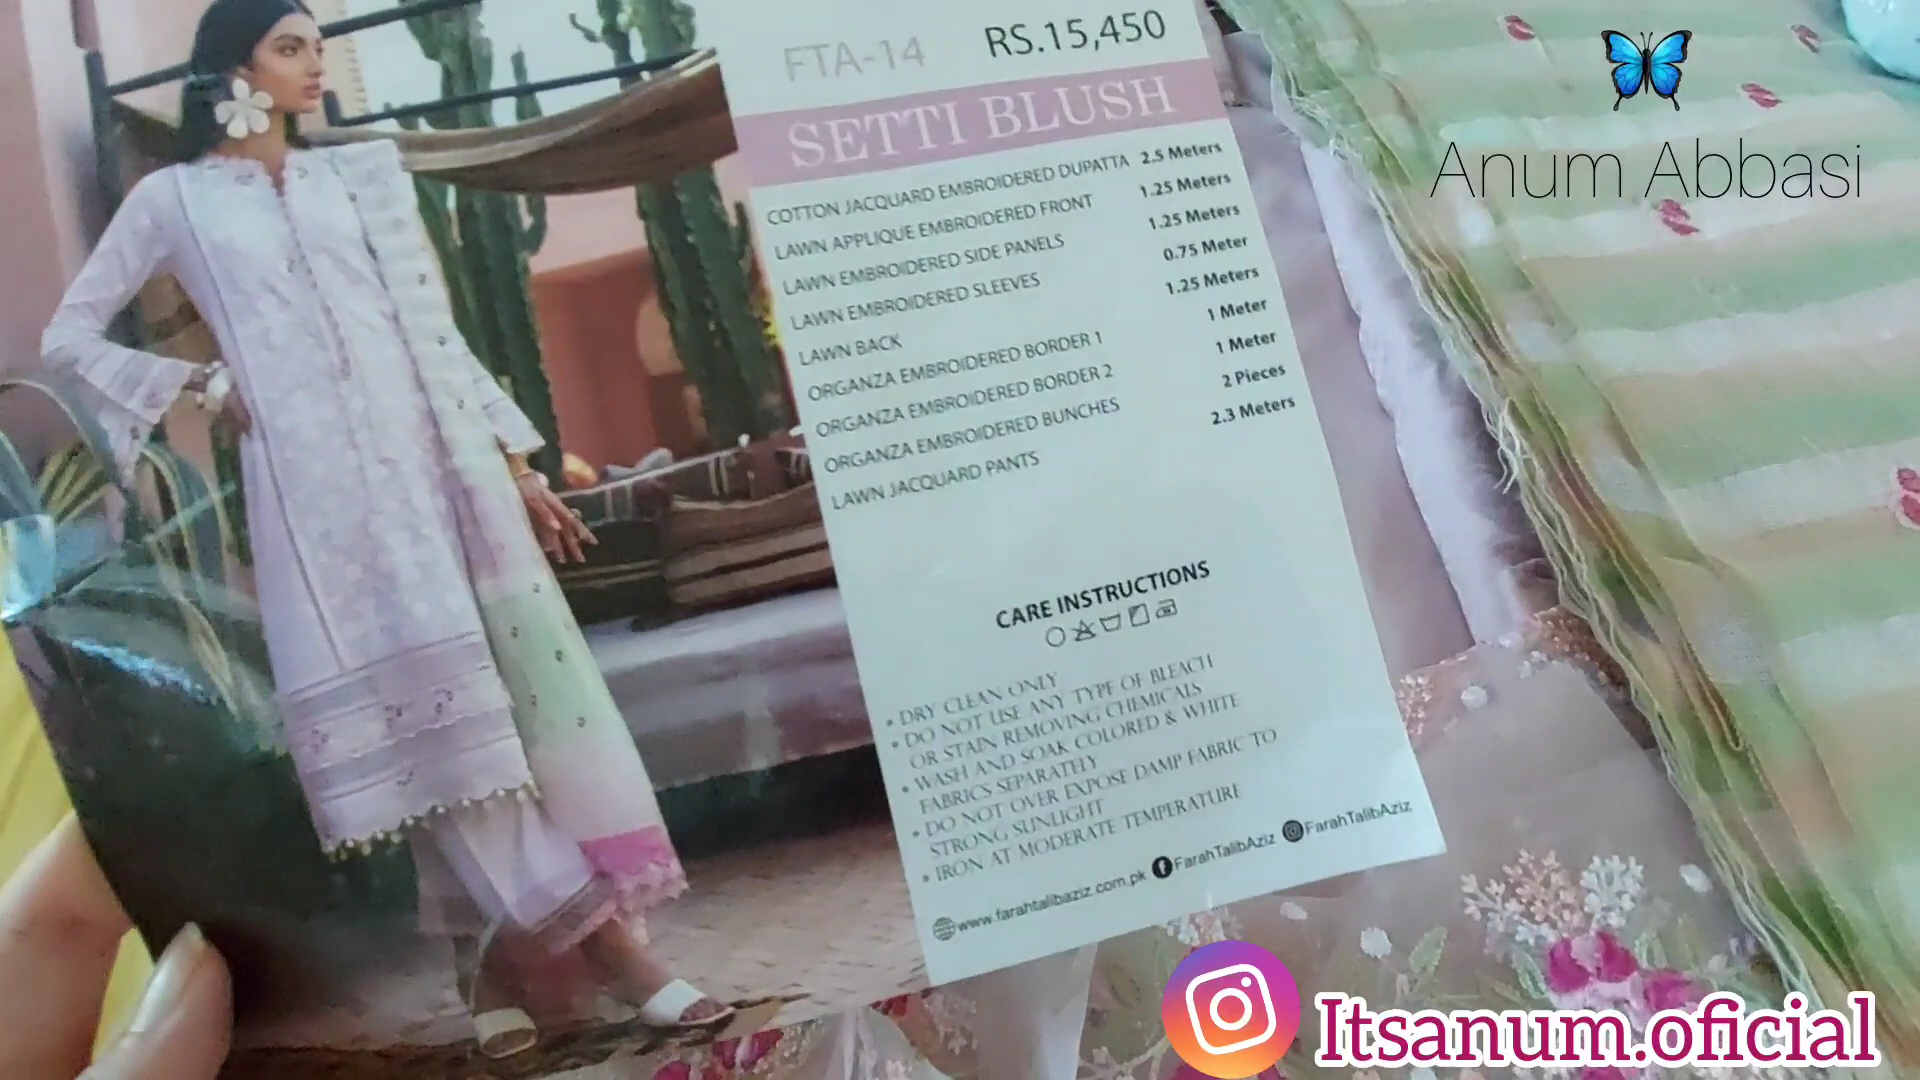 FTA-14 RS.15,450
SETTI BLUSH
COTTON JACQUARD EMBROIDERED DUPATTA 2.5 Meters
LAWN APPLIQUE EMBROIDERED FRONT 1.25 Meters
LAWN EMBROIDERED SIDE PANELS 1.25 Meters
LAWN EMBROIDERED SLEEVES 0.75 Meter
LAWN BACK 1.25 Meters
ORGANZA EMBROIDERED BORDER 1 1 Meter
ORGANZA EMBROIDERED BORDER 2 1 Meter
ORGANZA EMBROIDERED BUNCHES 2 Pieces
LAWN JACQUARD PANTS 2.3 Meters
CARE INSTRUCTIONS
• DRY CLEAN ONLY
• DO NOT USE ANY TYPE OF BLEACH
OR STAIN REMOVING CHEMICALS
• WASH AND SOAK COLORED & WHITE
FABRICS SEPARATELY
• DO NOT OVER EXPOSE DAMP FABRIC TO
STRONG SUNLIGHT
• IRON AT MODERATE TEMPERATURE
www.farahtalibaziz.com.pk FarahTalibAziz FarahTalibAziz
Anum Abbasi
Itsanum.oficial